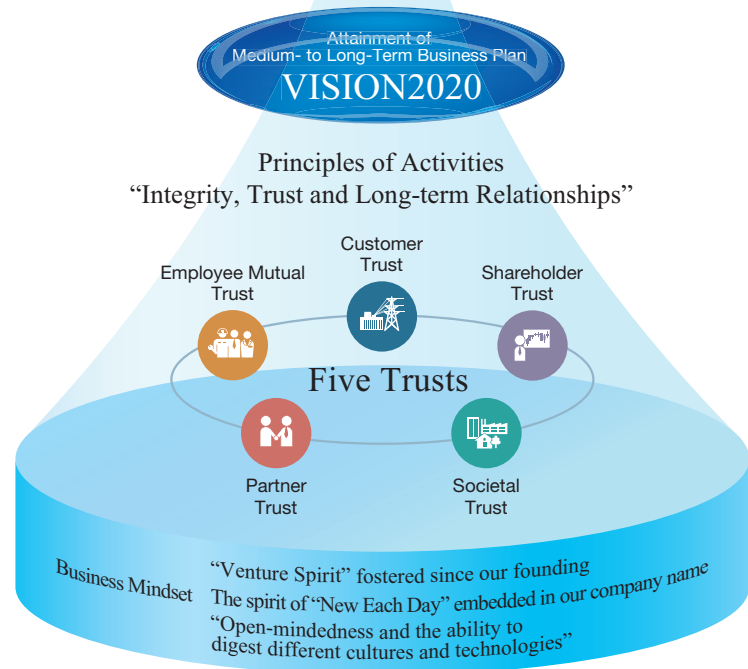 Attainment of
Medium- to Long-Term Business Plan
VISION2020
Principles of Activities
“Integrity, Trust and Long-term Relationships”
Customer
Trust
Employee Mutual
Trust
Shareholder
Trust
Five Trusts
Partner
Trust
Societal
Trust
Business Mindset
“Venture Spirit” fostered since our founding
The spirit of “New Each Day” embedded in our company name
“Open-mindedness and the ability to
digest different cultures and technologies”